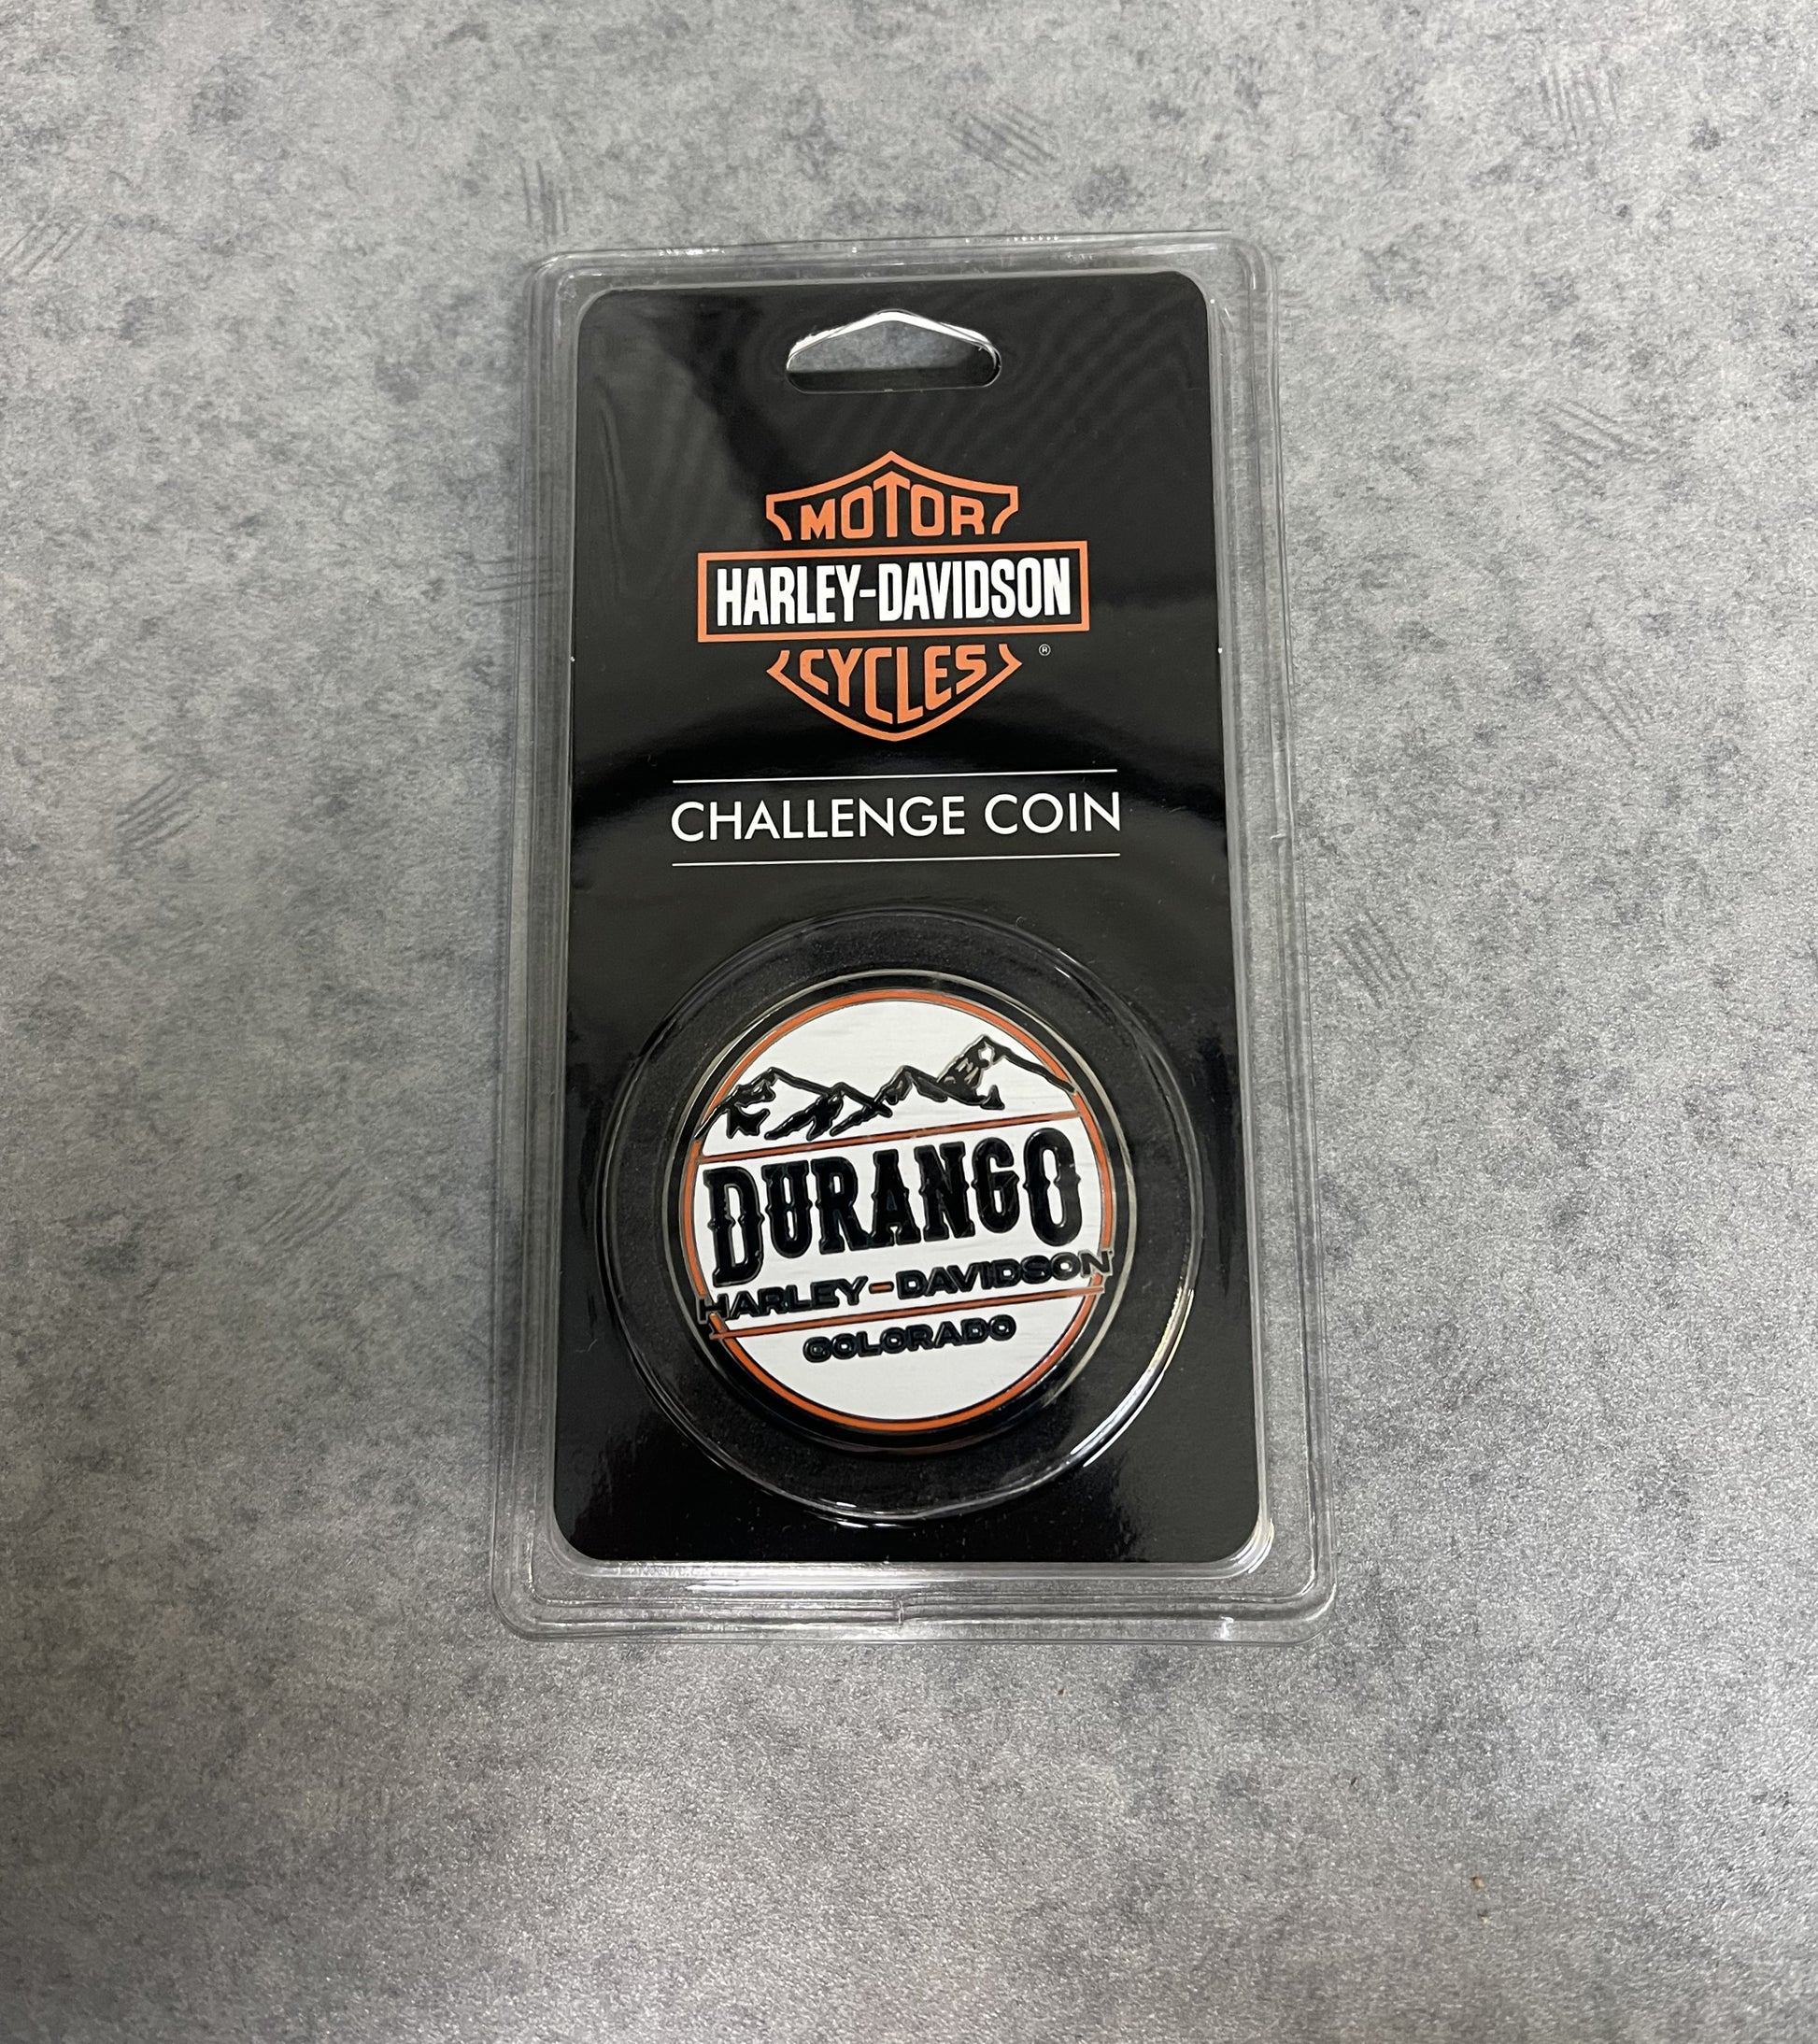 MOTOR
HARLEY-DAVIDSON
CYCLES
®
CHALLENGE COIN
DURANGO
HARLEY-DAVIDSON
COLORADO